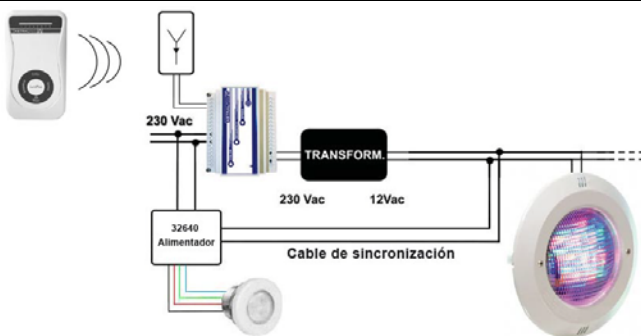 230 Vac
TRANSFORM.
230 Vac
12Vac
32640
Alimentador
Cable de sincronización